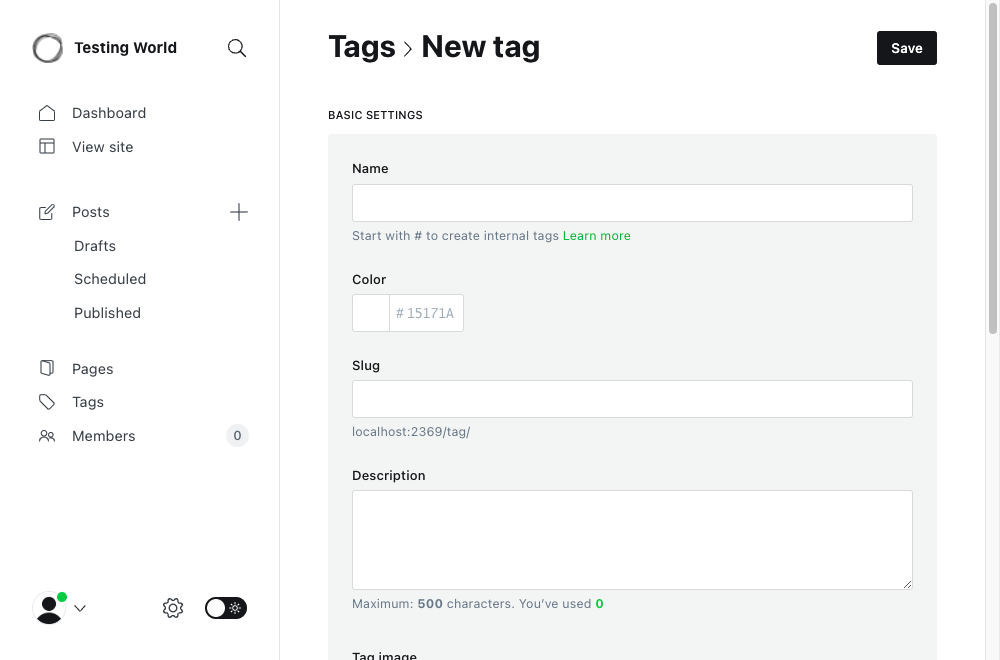 Testing World
Dashboard
View site
Posts
Drafts
Scheduled
Published
Pages
Tags
Members
0
Tags
New tag
Save
BASIC SETTINGS
Name
Start with # to create internal tags Learn more
Color
# 15171A
Slug
localhost:2369/tag/
Description
Maximum: 500 characters. You’ve used 0
Tag image